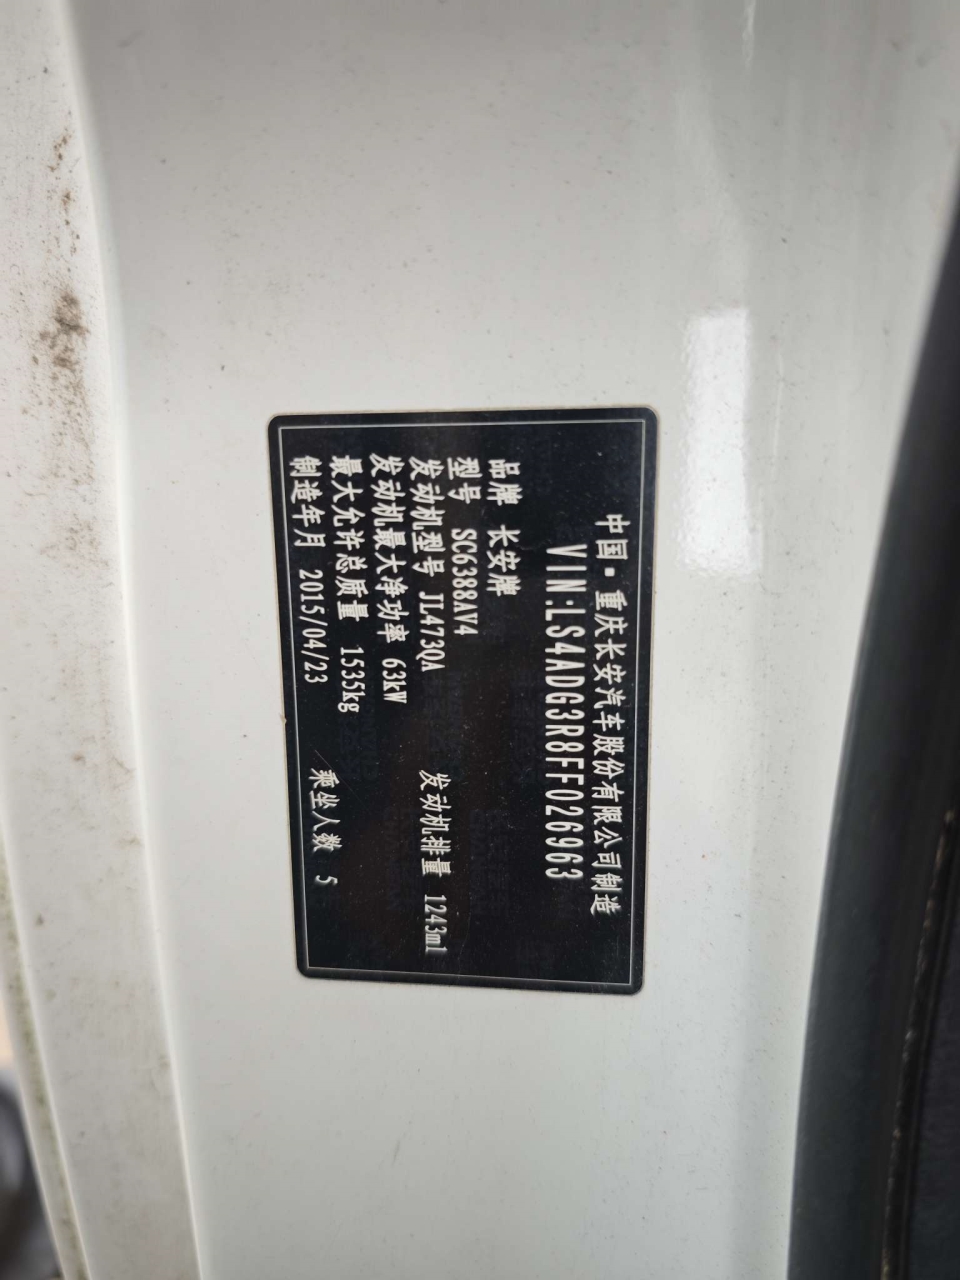 中国·重庆长安汽车股份有限公司制造
VIN:LS4ADG3R8FF026963
品牌 长安牌
型号 SC6388AV4
发动机型号 JL473QA 发动机排量 1243ml
发动机最大净功率 63kW
最大允许总质量 1535kg
制造年月 2015/04/23 乘坐人数 5